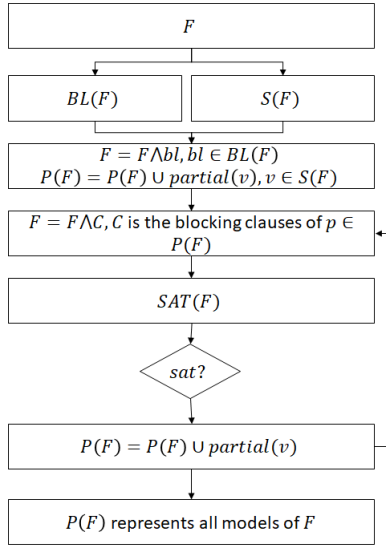 F
BL(F) S(F)
F = F⋀bl, bl ∈ BL(F)
P(F) = P(F) ∪ partial(v), v ∈ S(F)
F = F⋀C, C is the blocking clauses of p ∈
P(F)
SAT(F)
sat?
P(F) = P(F) ∪ partial(v)
P(F) represents all models of F